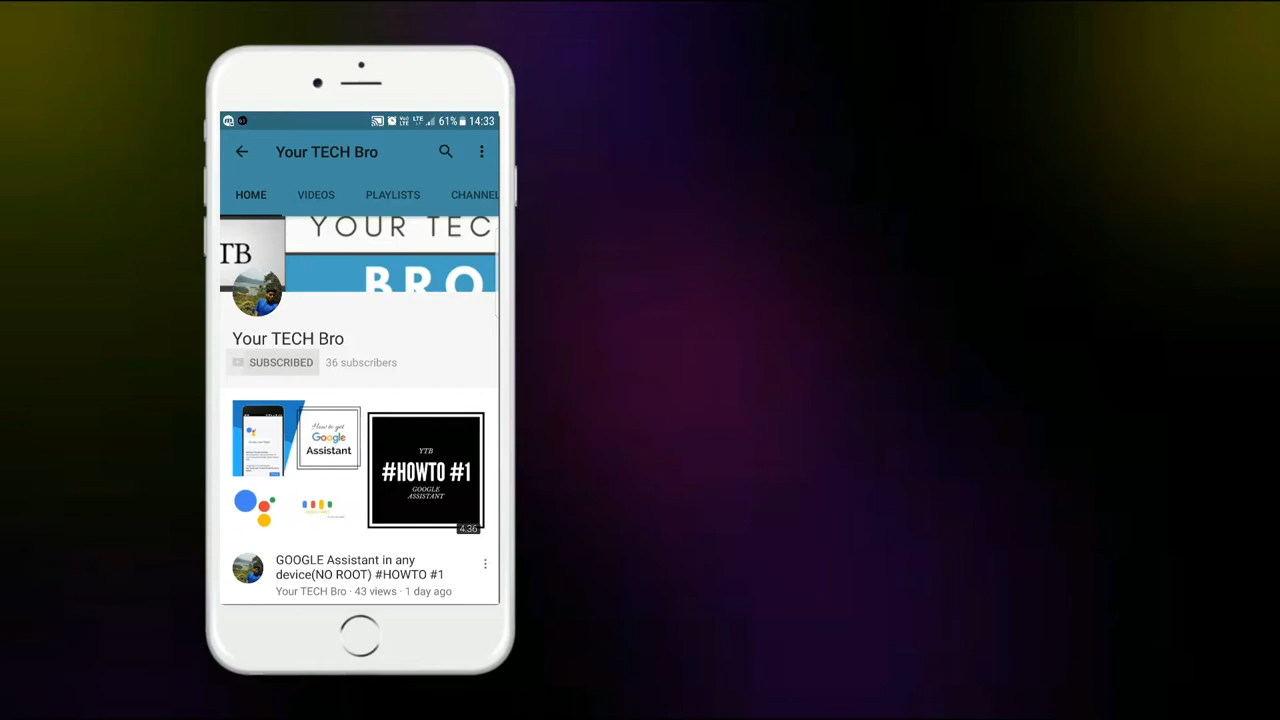 LTE 61% 14:33
Your TECH Bro
HOME VIDEOS PLAYLISTS CHANNEL
YOUR TEC
TB
BRO
Your TECH Bro
SUBSCRIBED 36 subscribers
How to get
Google
Assistant
YTB
#HOWTO #1
GOOGLE
ASSISTANT
4:36
GOOGLE Assistant in any
device(NO ROOT) #HOWTO #1
Your TECH Bro · 43 views · 1 day ago